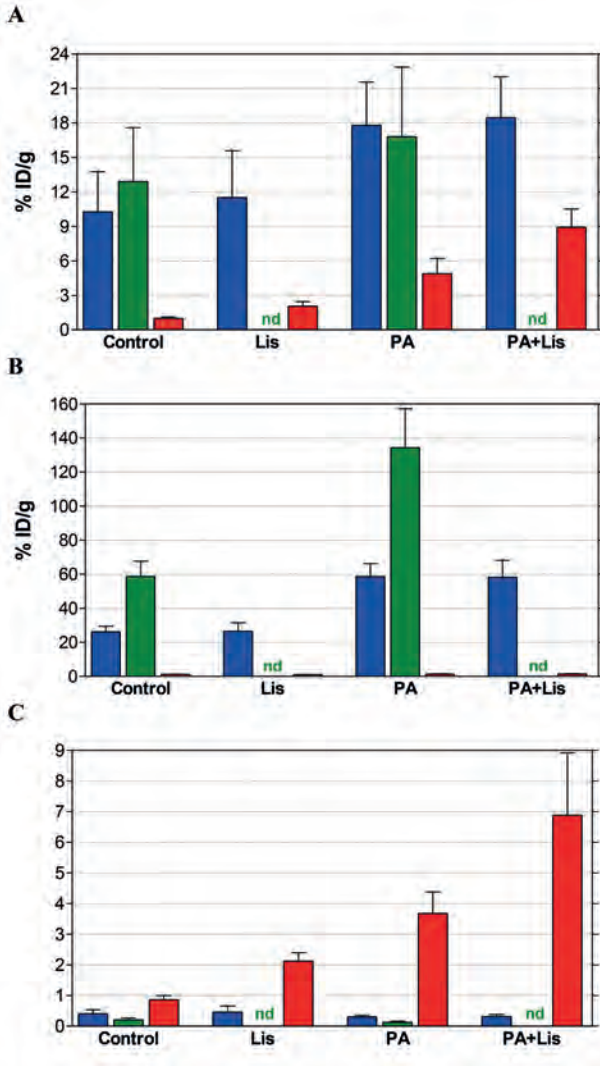 A
24
21
18
15
12
9
6
3
0
% ID/g
nd
nd
Control Lis PA PA+Lis
B
160
140
120
100
80
60
40
20
0
% ID/g
nd
nd
Control Lis PA PA+Lis
C
9
8
7
6
5
4
3
2
1
0
nd
nd
Control Lis PA PA+Lis